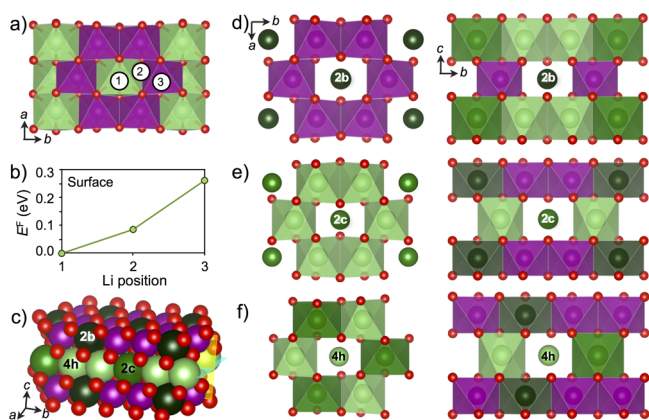 a)
1
2
3
a
b
b)
Surface
Eᶠ (eV)
0.3
0.2
0.1
0.0
1
2
3
Li position
c)
2b
4h
2c
c
a
b
d)
b
a
2b
c
b
2b
e)
2c
2c
f)
4h
4h